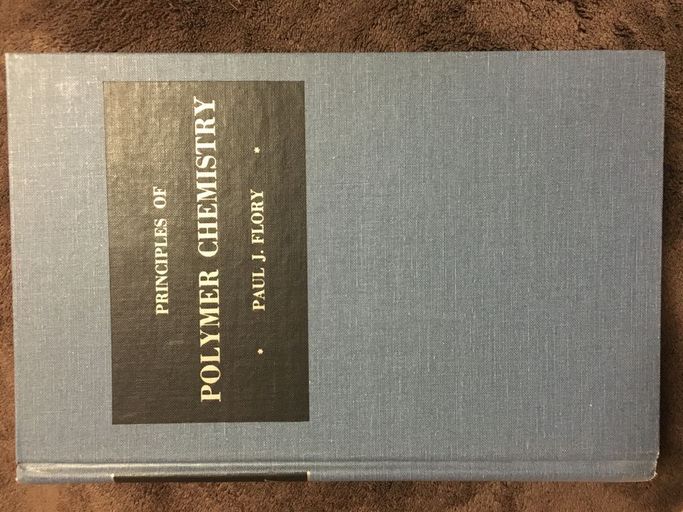 PRINCIPLES OF
POLYMER CHEMISTRY
* PAUL J. FLORY *